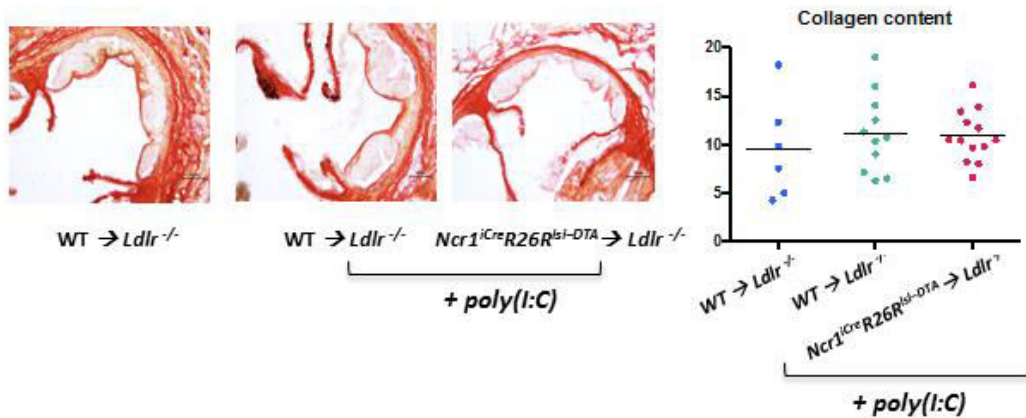 Collagen content
20
15
10
5
0
WT → Ldlr -/-
WT → Ldlr -/-
Ncr1iCreR26Rlsl–DTA → Ldlr -/-
+ poly(I:C)
WT → Ldlr -/-
WT → Ldlr -/-
Ncr1iCreR26Rlsl–DTA → Ldlr
+ poly(I:C)